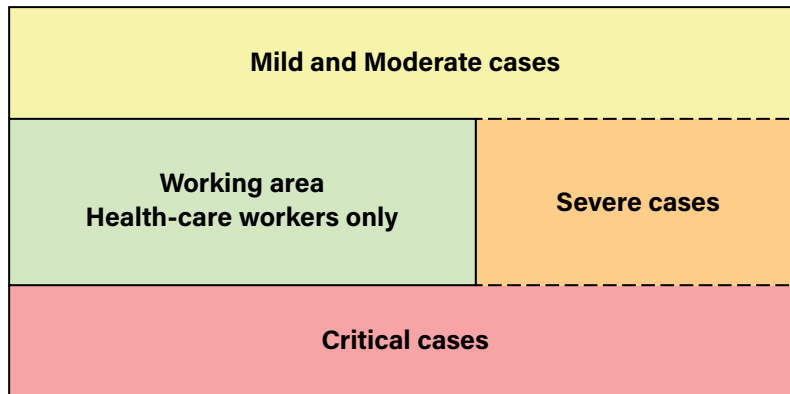 Mild and Moderate cases
Working area
Health-care workers only
Severe cases
Critical cases